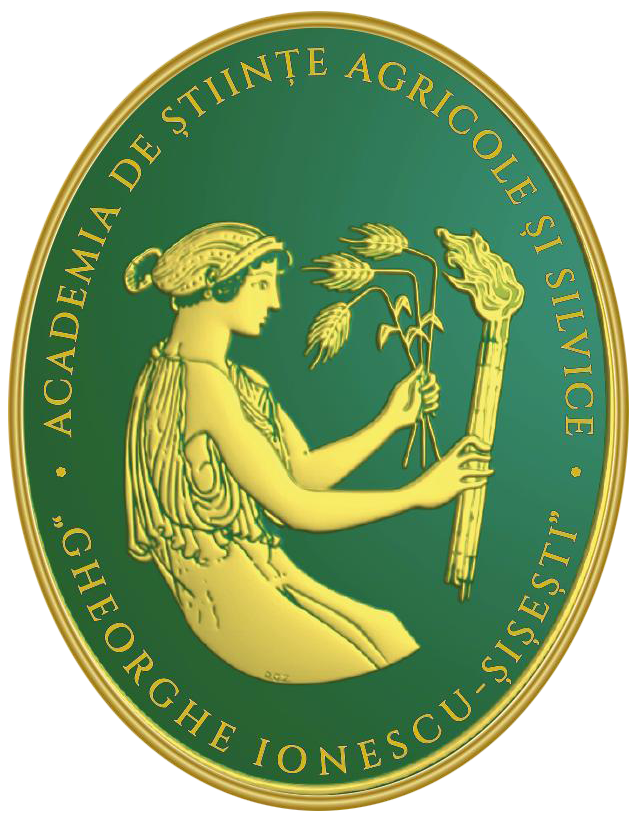 ACADEMIA DE ȘTIINȚE AGRICOLE ȘI SILVICE
„GHEORGHE IONESCU-ȘIȘEȘTI”